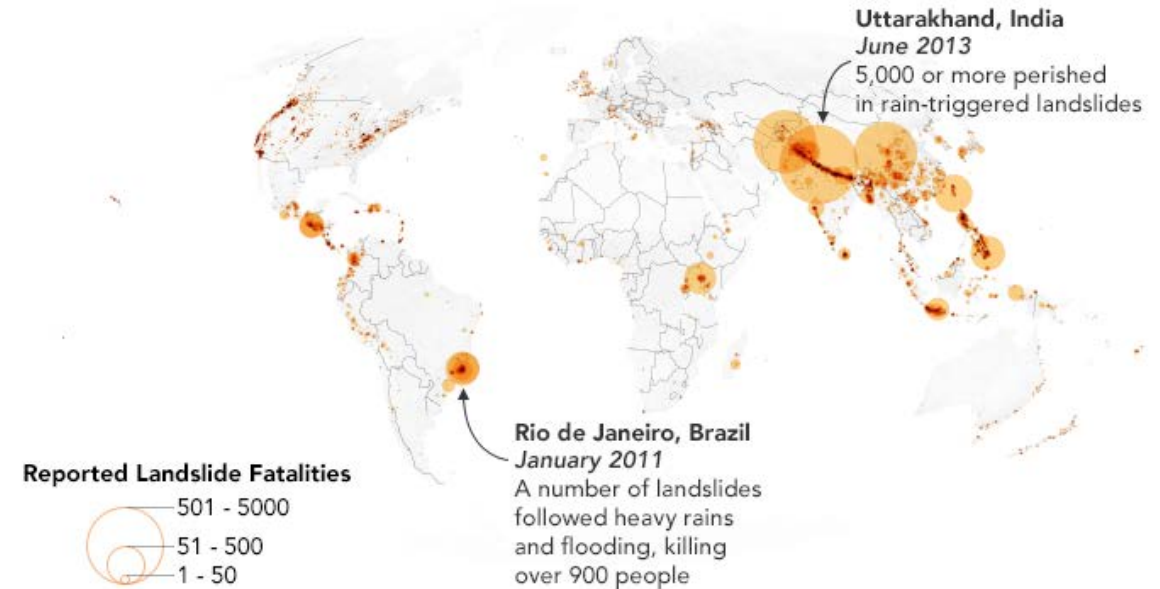 Uttarakhand, India
June 2013
5,000 or more perished
in rain-triggered landslides
Rio de Janeiro, Brazil
January 2011
A number of landslides
followed heavy rains
and flooding, killing
over 900 people
Reported Landslide Fatalities
501 - 5000
51 - 500
1 - 50